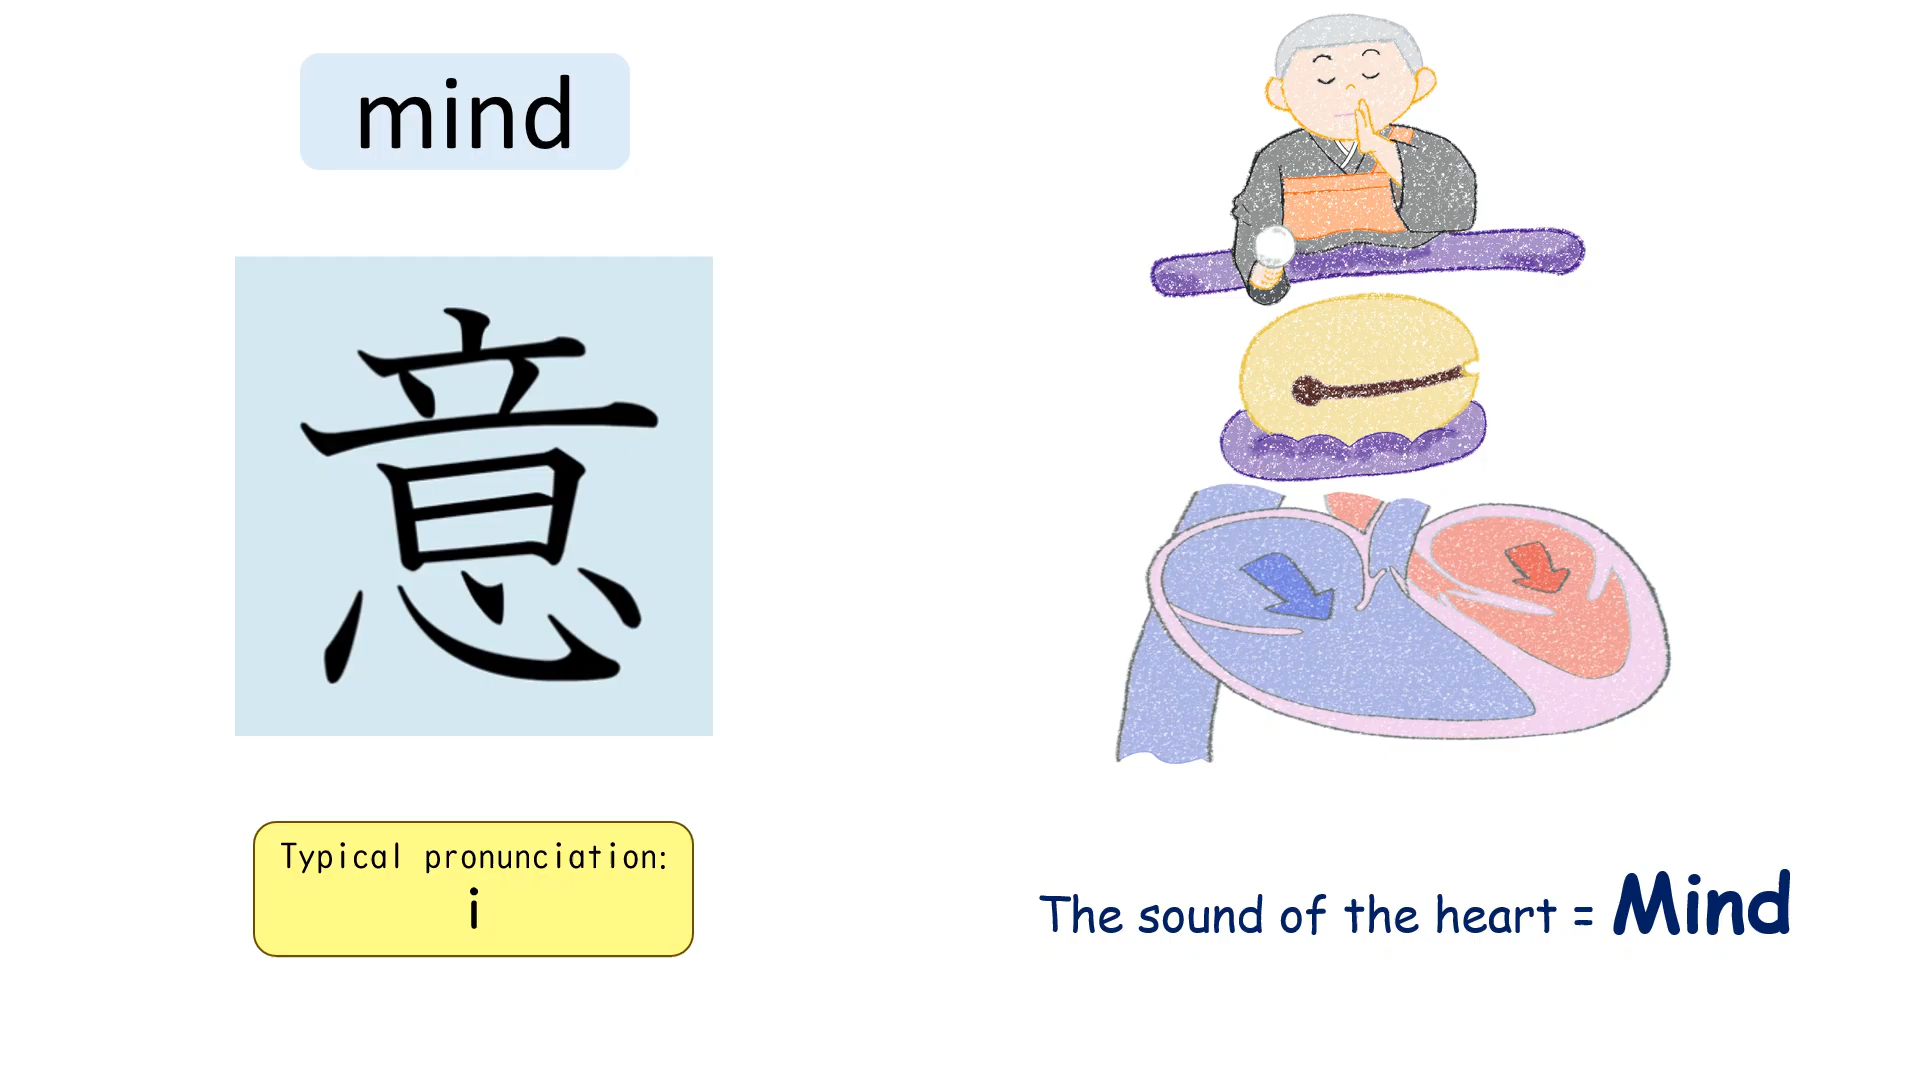 mind
意
Typical pronunciation:
i
The sound of the heart = Mind